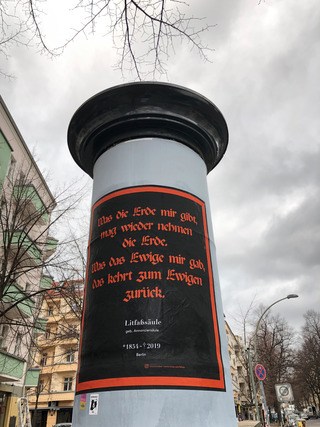 Was die Erde mir gibt,
mag wieder nehmen
die Erde.
Was das Ewige mir gab,
das kehrt zum Ewigen
zurück.
Litfaßsäule
*1854-†2019
Berlin